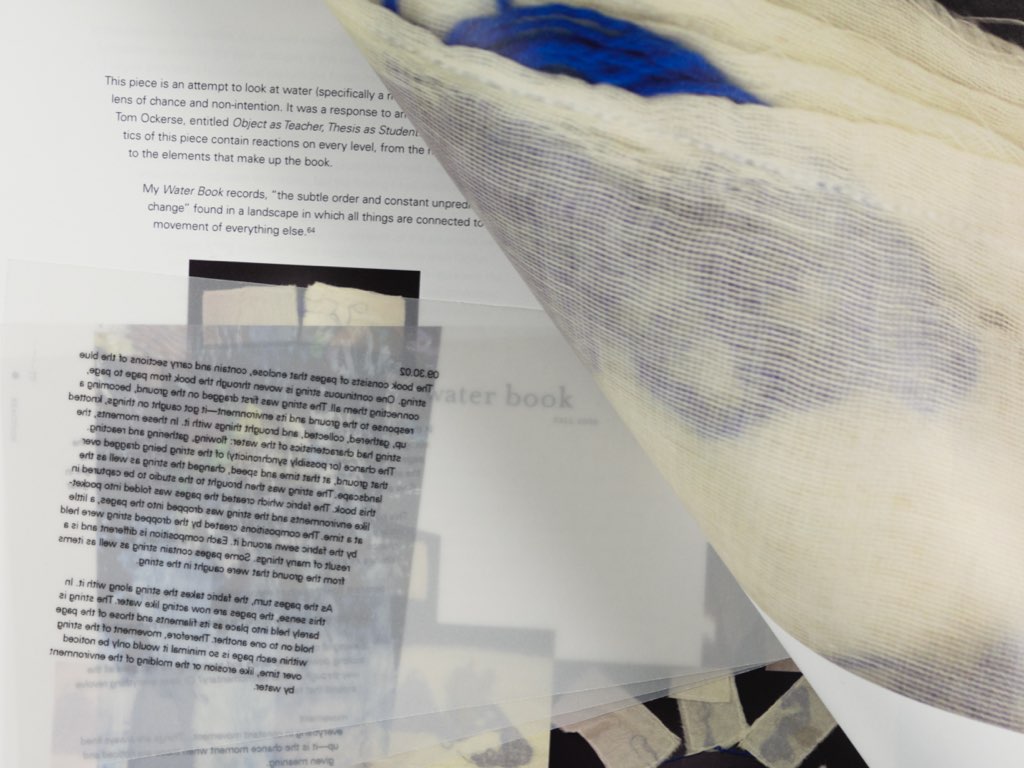 This piece is an attempt to look at water (specifically a
lens of chance and non-intention. It was a response to
Tom Ockerse, entitled Object as Teacher, Thesis as Student
tics of this piece contain reactions on every level, from the
to the elements that make up the book.
My Water Book records, "the subtle order and constant
change" found in a landscape in which all things are connected to
movement of everything else.64
water book
09.30.02
The book consists of pages that enclose, contain and carry sections of the blue
string. One continuous string is woven through the book from page to page,
connecting them all. The string was first dragged on the ground, becoming a
response to the ground and its environment—it got caught on things, knotted
up, gathered, collected, and brought things with it. In these moments, the
string had characteristics of the water: flowing, gathering and reacting.
The chance (or possibly synchronicity) of the string being dragged over
that ground, at that time and speed, changed the string as well as the
landscape. The string was then brought to the studio to be captured in
this book. The fabric which created the pages was folded into pocket-
like environments and the string was dropped into the pages, a little
at a time. The compositions created by the dropped string were held
by the fabric sewn around it. Each composition is different and is a
result of many things. Some pages contain string as well as items
from the ground that were caught in the string.
As the pages turn, the fabric takes the string along with it. In
this sense, the pages are now acting like water. The string is
barely held into place as its filaments and those of the page
hold on to one another. Therefore, movement of the string
within each page is so minimal it would only be noticed
over time, like erosion or the molding of the environment
by water.
movement
everything constant movement.
up—it is the chance moment
given meaning.